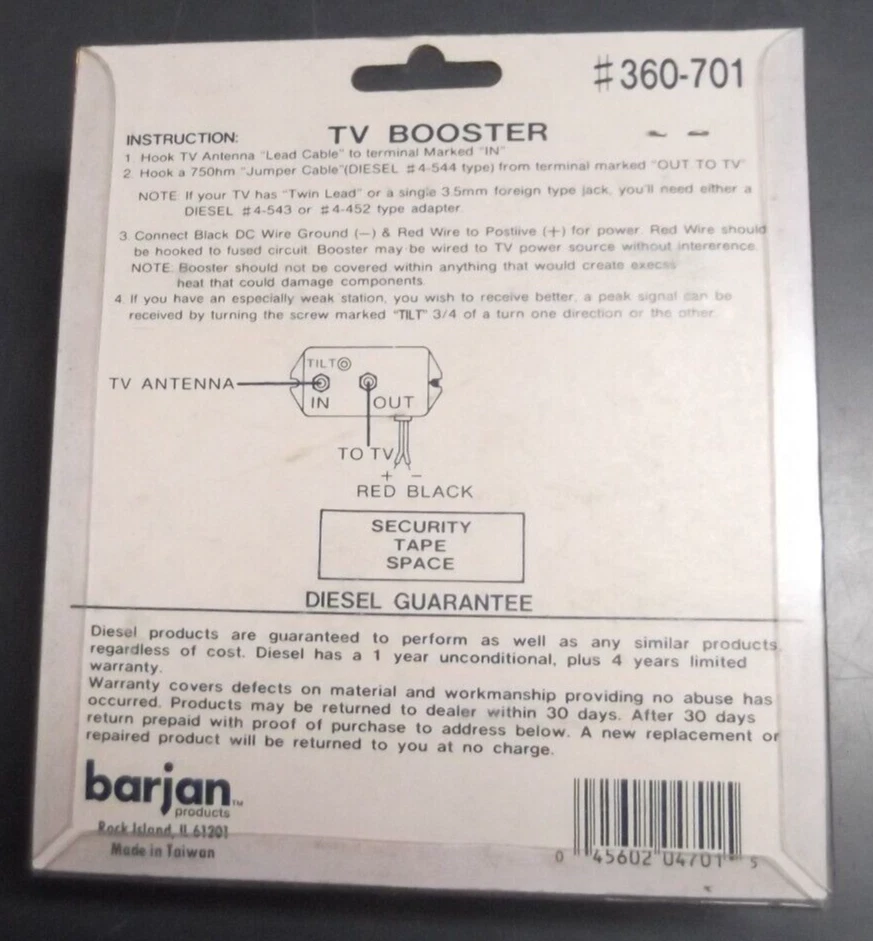 #360-701
TV BOOSTER
INSTRUCTION:
1 Hook TV Antenna "Lead Cable" to terminal Marked "IN"
2 Hook a 750hm "Jumper Cable"(DIESEL #4-544 type) from terminal marked "OUT TO TV"
NOTE If your TV has "Twin Lead" or a single 3.5mm foreign type jack, you'll need either a
DIESEL #4-543 or #4-452 type adapter
3. Connect Black DC Wire Ground (−) & Red Wire to Postiive (+) for power. Red Wire should
be hooked to fused circuit. Booster may be wired to TV power source without intererence.
NOTE: Booster should not be covered within anything that would create execss
heat that could damage components.
4. If you have an especially weak station, you wish to receive better, a peak signal can be
received by turning the screw marked "TILT" 3/4 of a turn one direction or the other.
TILT
TV ANTENNA
IN OUT
TO TV
+ −
RED BLACK
SECURITY
TAPE
SPACE
DIESEL GUARANTEE
Diesel products are guaranteed to perform as well as any similar products,
regardless of cost. Diesel has a 1 year unconditional, plus 4 years limited
warranty.
Warranty covers defects on material and workmanship providing no abuse has
occurred. Products may be returned to dealer within 30 days. After 30 days
return prepaid with proof of purchase to address below. A new replacement or
repaired product will be returned to you at no charge.
barjan™
products
Rock Island, IL 61201
Made in Taiwan
0 45602 04701 5